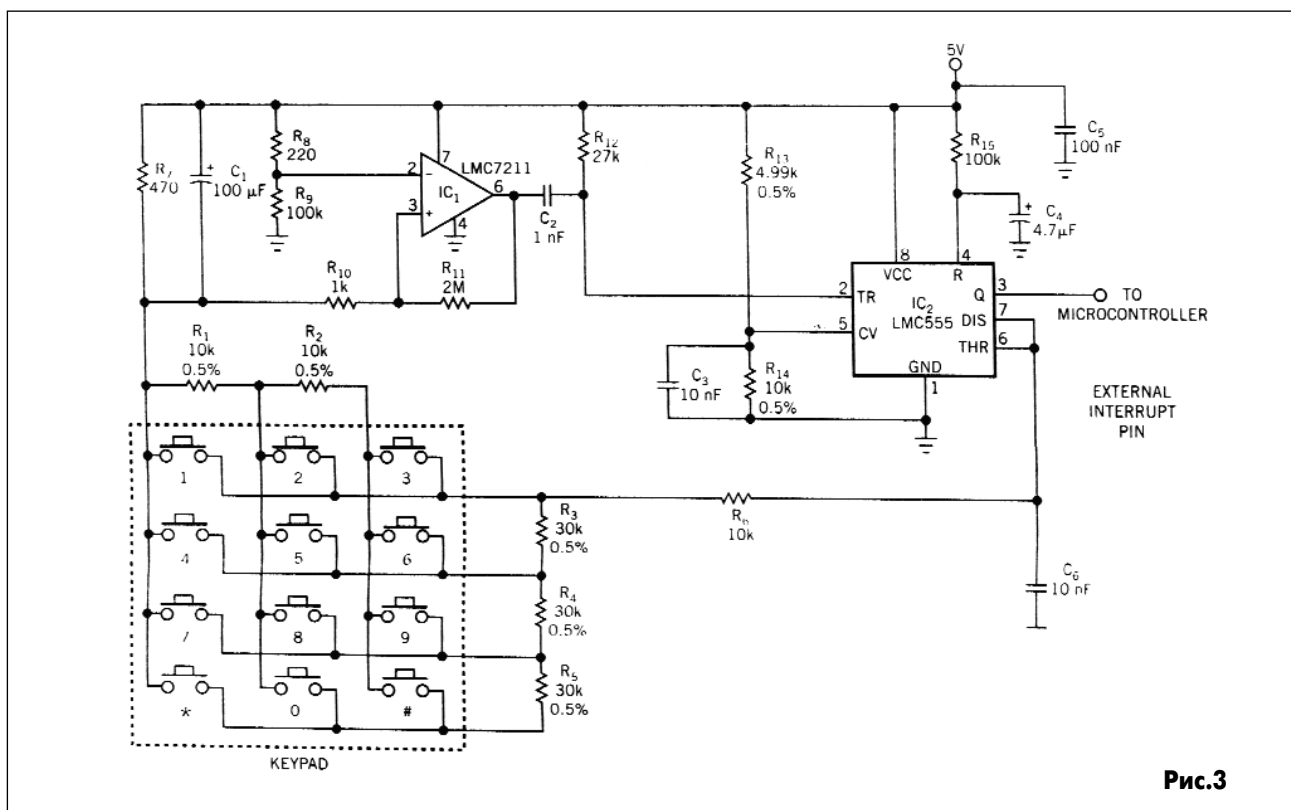 5V
R7
470
C1
100 µF
+
R8
220
R9
100k
2
−
3
+
7
LMC7211
IC1
6
4
C2
1 nF
R12
27k
R13
4.99k
0.5%
R15
100k
C5
100 nF
C4
4.7µF
+
R10
1k
R11
2M
8
VCC
4
R
2
TR
IC2
LMC555
Q
3
TO
MICROCONTROLLER
5
CV
DIS
7
THR
6
GND
1
C3
10 nF
R14
10k
0.5%
EXTERNAL
INTERRUPT
PIN
R1
10k
0.5%
R2
10k
0.5%
1
2
3
R3
30k
0.5%
R6
10k
4
5
6
R4
30k
0.5%
C6
10 nF
7
8
9
R5
30k
0.5%
*
0
#
KEYPAD
Рис.3